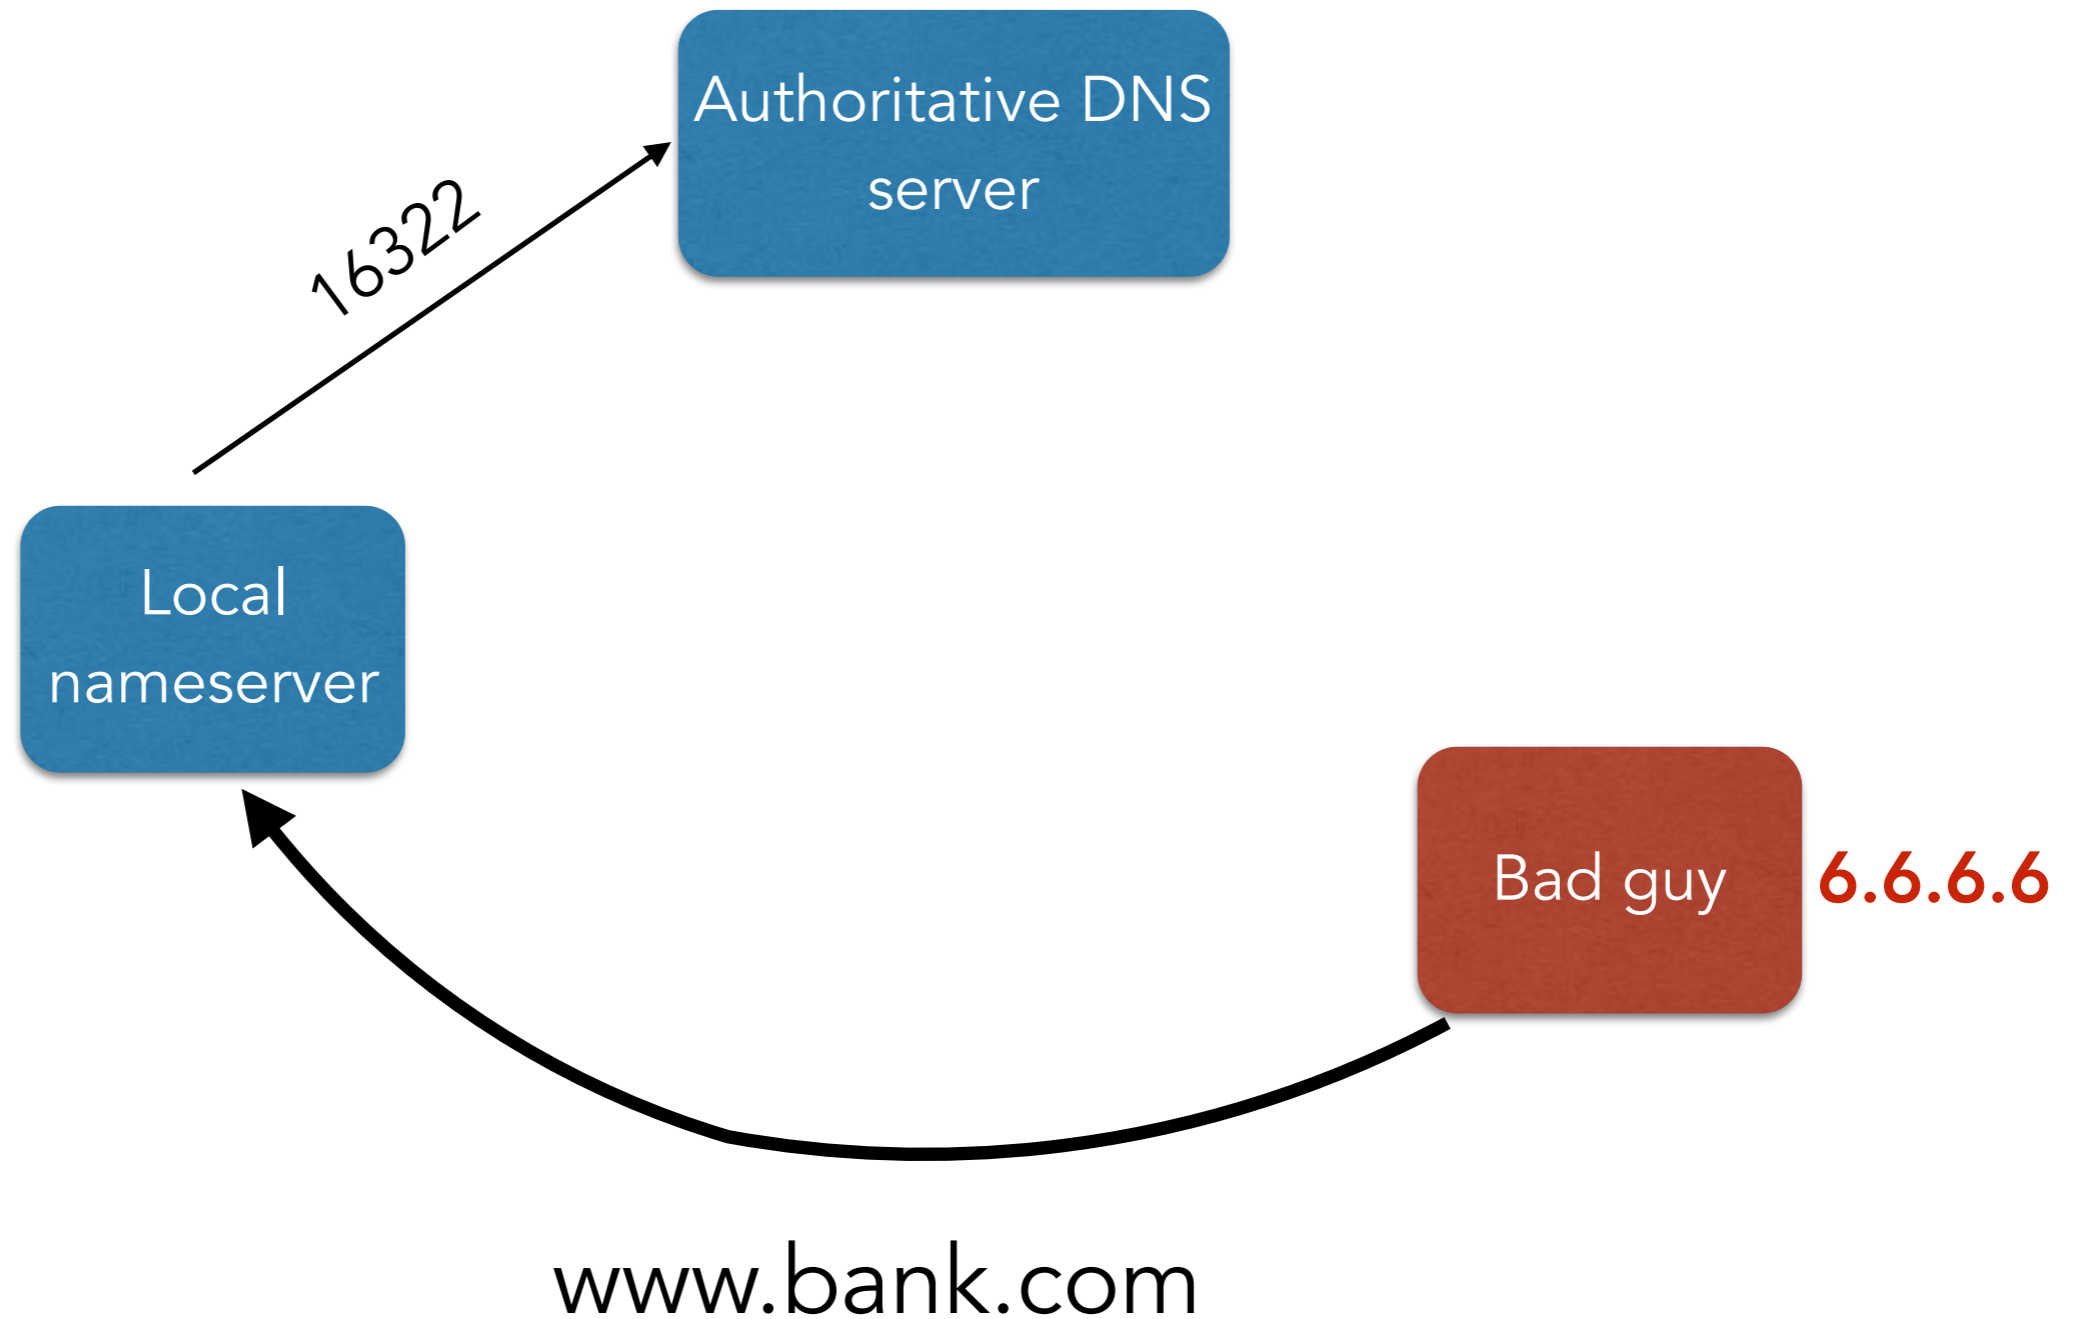 Authoritative DNS
server
16322
Local
nameserver
Bad guy
6.6.6.6
www.bank.com